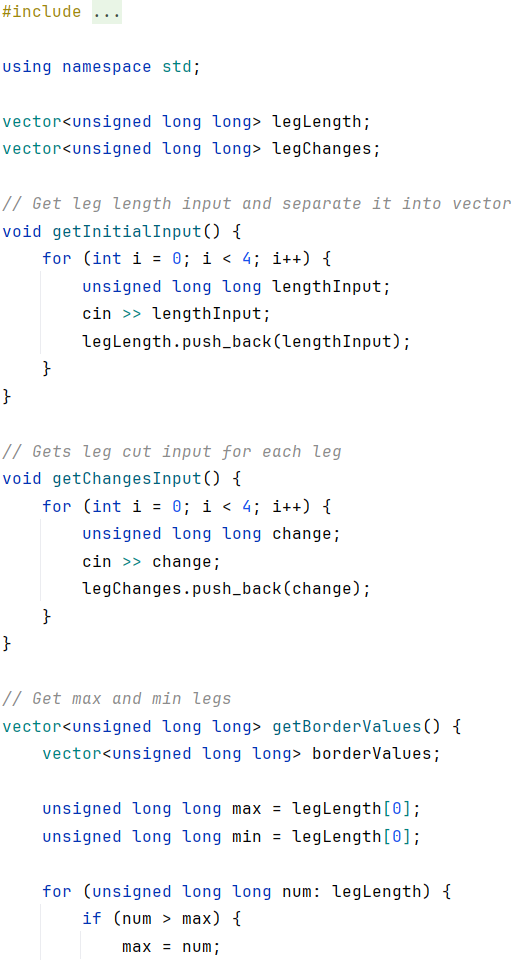 #include ...
using namespace std;
vector<unsigned long long> legLength;
vector<unsigned long long> legChanges;
// Get leg length input and separate it into vector
void getInitialInput() {
    for (int i = 0; i < 4; i++) {
        unsigned long long lengthInput;
        cin >> lengthInput;
        legLength.push_back(lengthInput);
    }
}
// Gets leg cut input for each leg
void getChangesInput() {
    for (int i = 0; i < 4; i++) {
        unsigned long long change;
        cin >> change;
        legChanges.push_back(change);
    }
}
// Get max and min legs
vector<unsigned long long> getBorderValues() {
    vector<unsigned long long> borderValues;
    unsigned long long max = legLength[0];
    unsigned long long min = legLength[0];
    for (unsigned long long num: legLength) {
        if (num > max) {
            max = num;